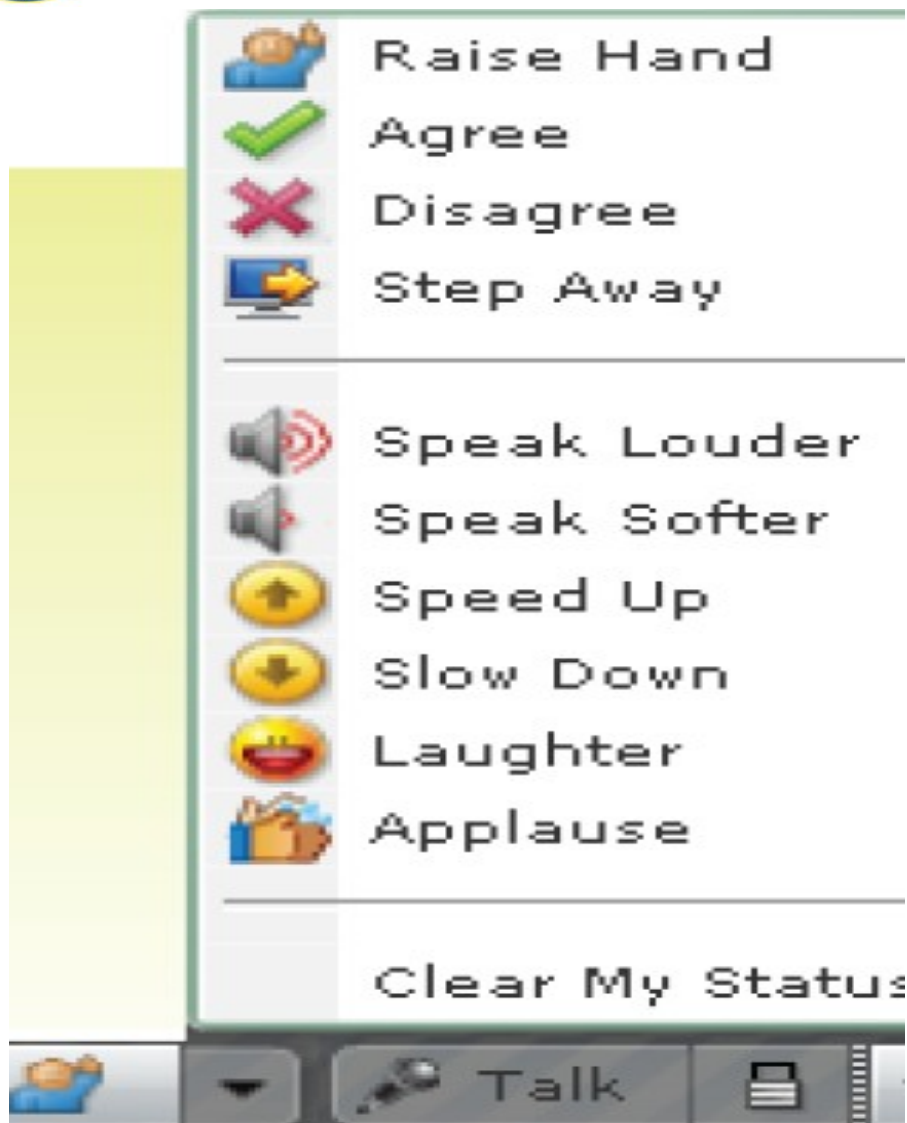 Raise Hand
Agree
Disagree
Step Away
Speak Louder
Speak Softer
Speed Up
Slow Down
Laughter
Applause
Clear My Status
Talk